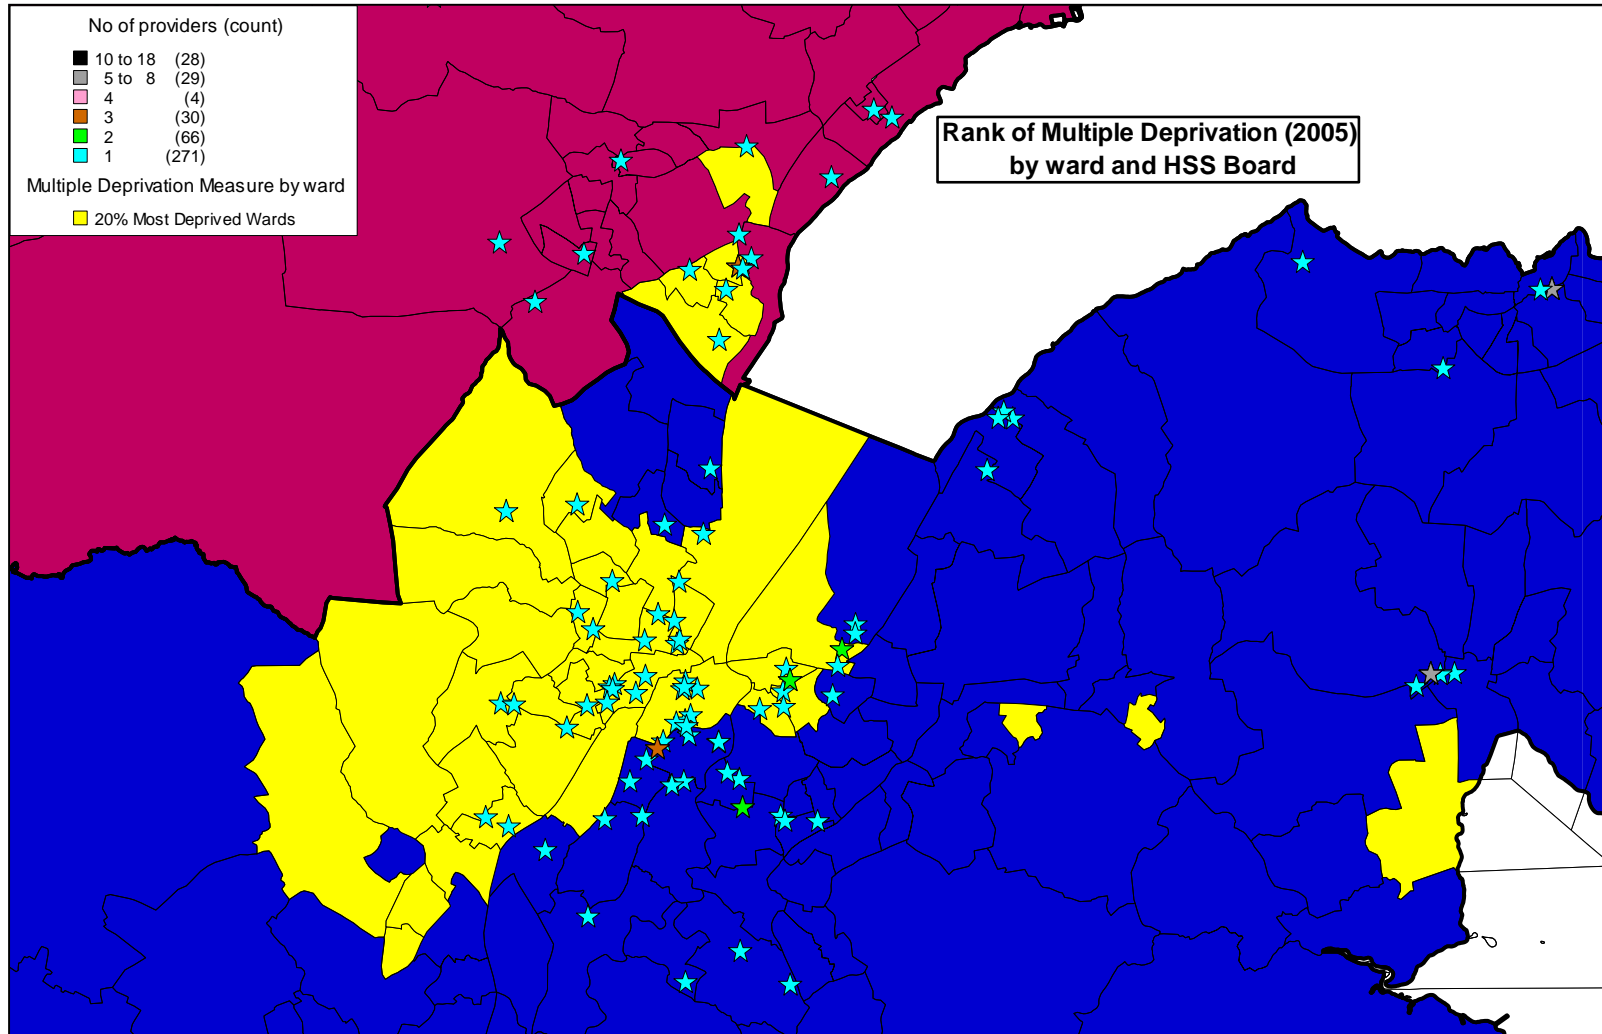 No of providers (count)
10 to 18 (28)
5 to 8 (29)
4 (4)
3 (30)
2 (66)
1 (271)
Multiple Deprivation Measure by ward
20% Most Deprived Wards
Rank of Multiple Deprivation (2005)
by ward and HSS Board